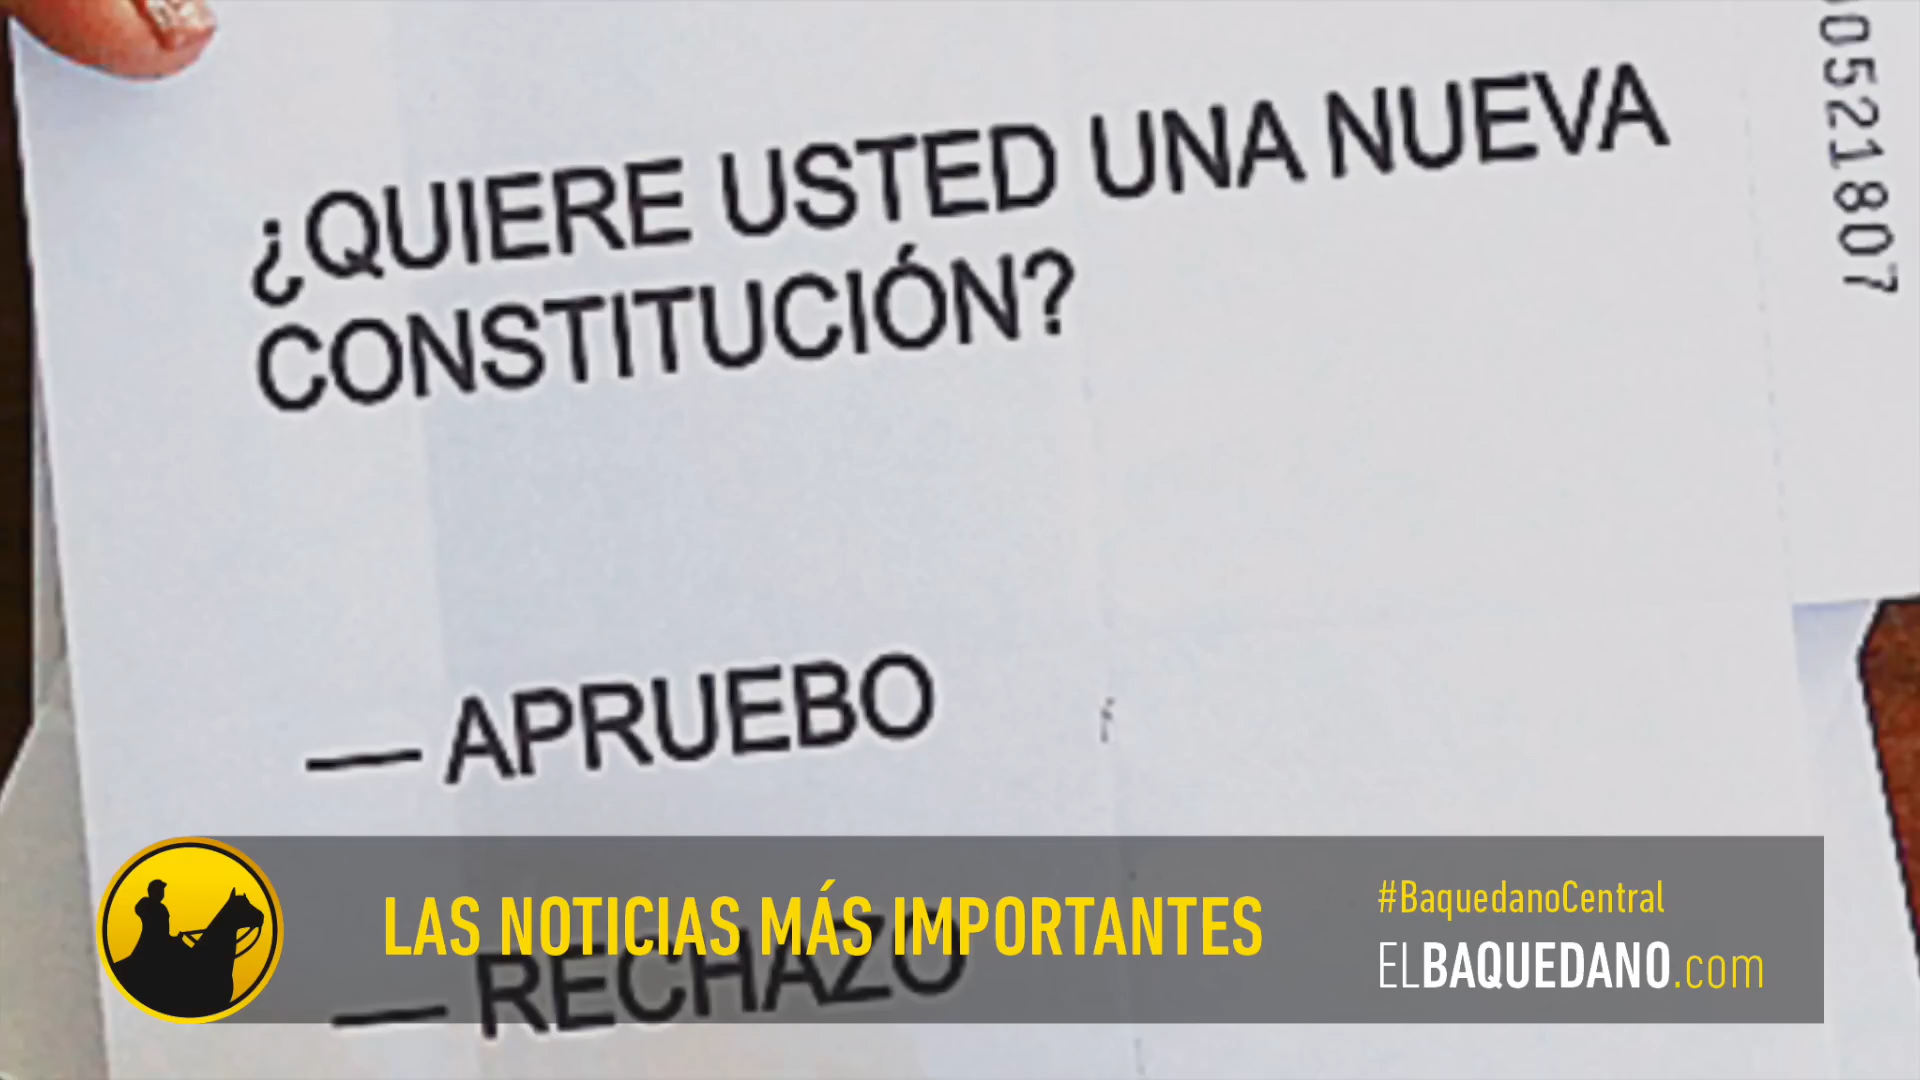 ¿QUIERE USTED UNA NUEVA
CONSTITUCIÓN?
0521807
— APRUEBO
— RECHAZO
LAS NOTICIAS MÁS IMPORTANTES
#BaquedanoCentral
ELBAQUEDANO.com